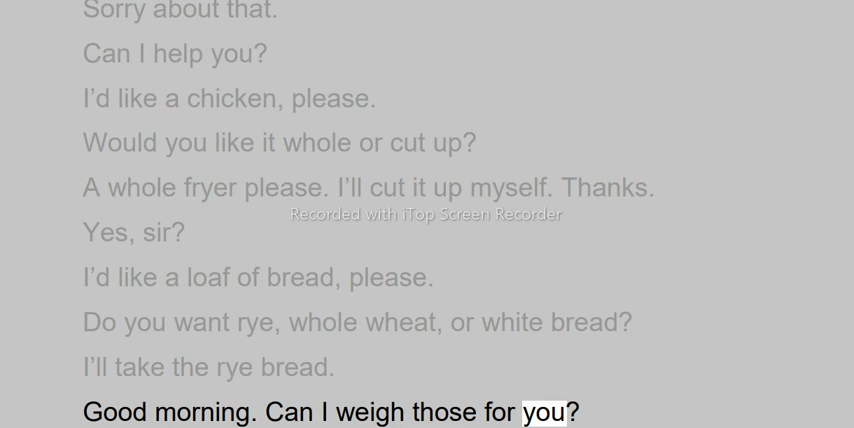 Sorry about that.
Can I help you?
I’d like a chicken, please.
Would you like it whole or cut up?
A whole fryer please. I’ll cut it up myself. Thanks.
Recorded with iTop Screen Recorder
Yes, sir?
I’d like a loaf of bread, please.
Do you want rye, whole wheat, or white bread?
I’ll take the rye bread.
Good morning. Can I weigh those for you?